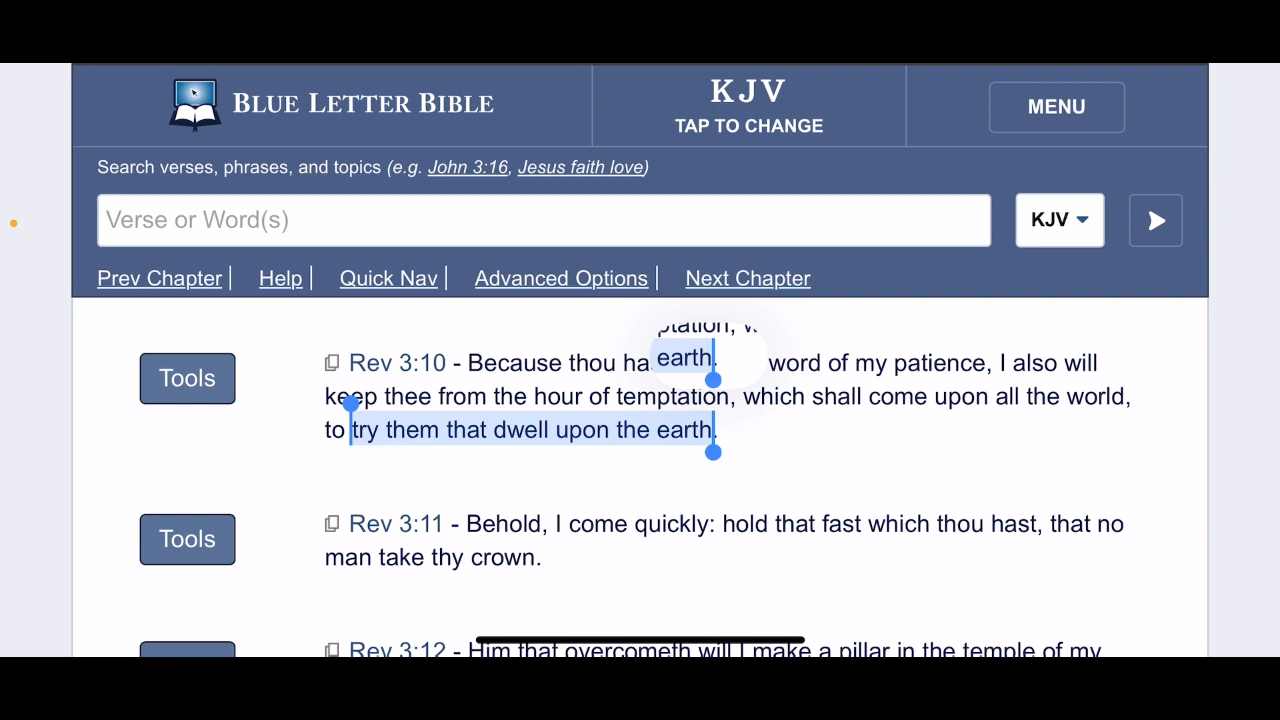 BLUE LETTER BIBLE
KJV
TAP TO CHANGE
MENU
Search verses, phrases, and topics (e.g. John 3:16, Jesus faith love)
Verse or Word(s)
KJV
Prev Chapter | Help | Quick Nav | Advanced Options | Next Chapter
earth.
Tools
Rev 3:10 - Because thou word of my patience, I also will
keep thee from the hour of temptation, which shall come upon all the world,
to try them that dwell upon the earth.
Tools
Rev 3:11 - Behold, I come quickly: hold that fast which thou hast, that no
man take thy crown.
Rev 3:12 - Him that overcometh will I make a pillar in the temple of my